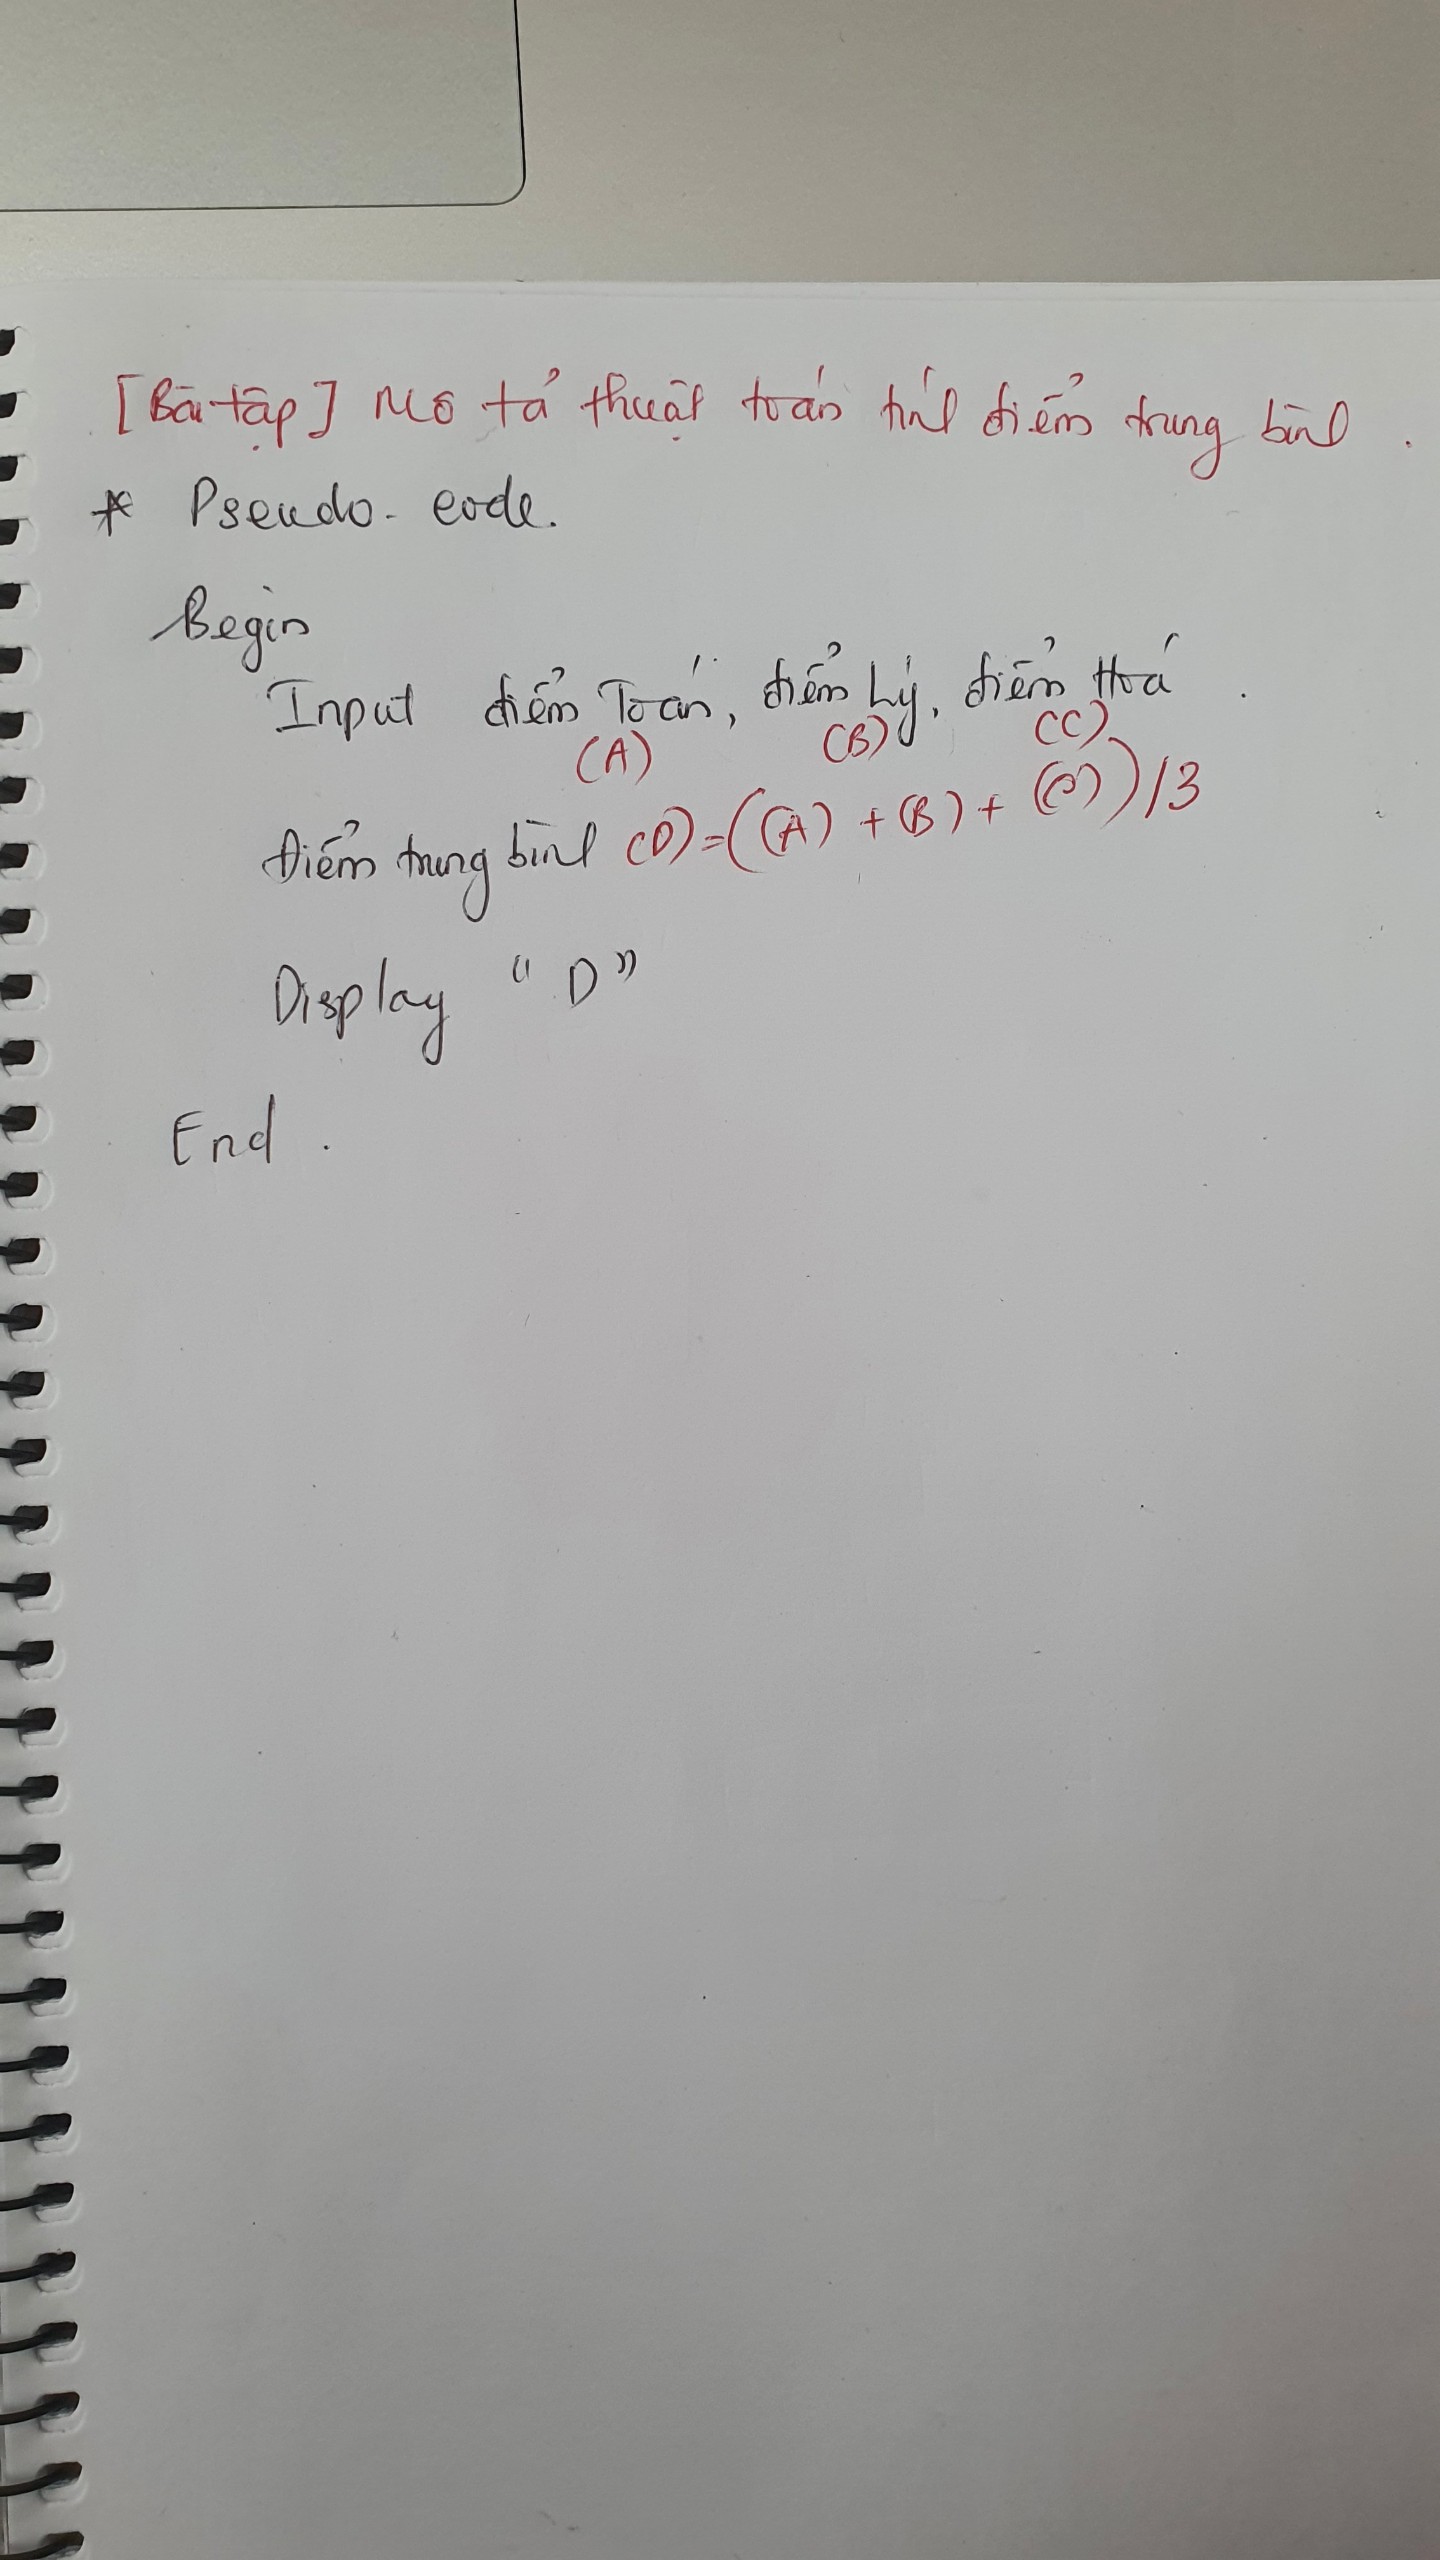 [Bài tập] Mô tả thuật toán tính điểm trung bình.
* Pseudo-code.
Begin
Input điểm Toán, điểm Lý, điểm Hoá.
(A) (B) (C)
Điểm trung bình (D)=((A) + (B) + (C))/3
Display "D"
End.